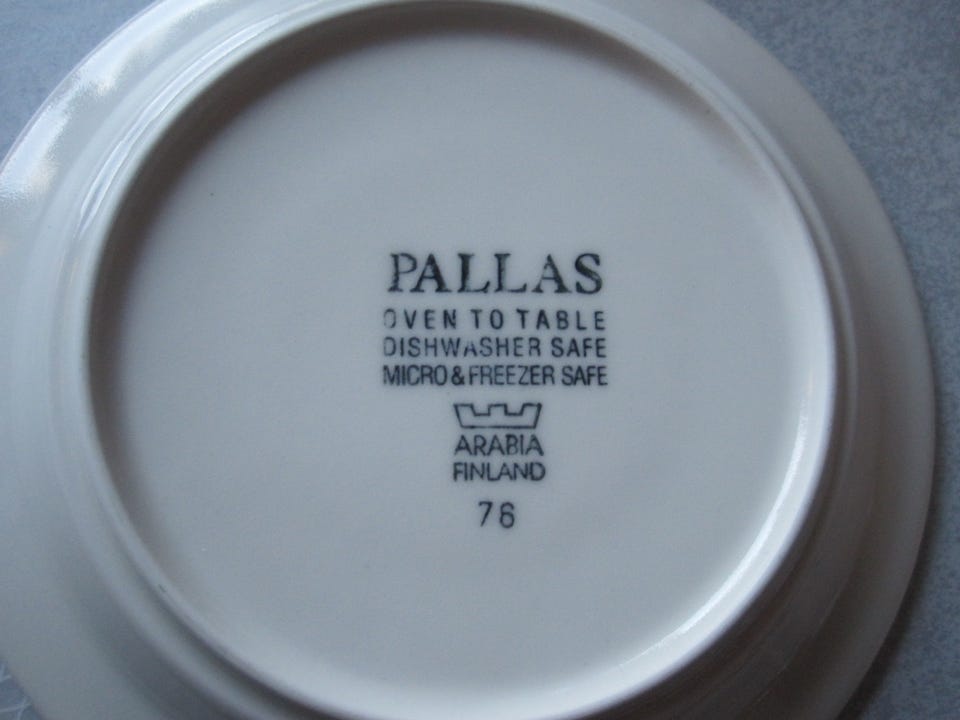 PALLAS
OVEN TO TABLE
DISHWASHER SAFE
MICRO & FREEZER SAFE
ARABIA
FINLAND
76